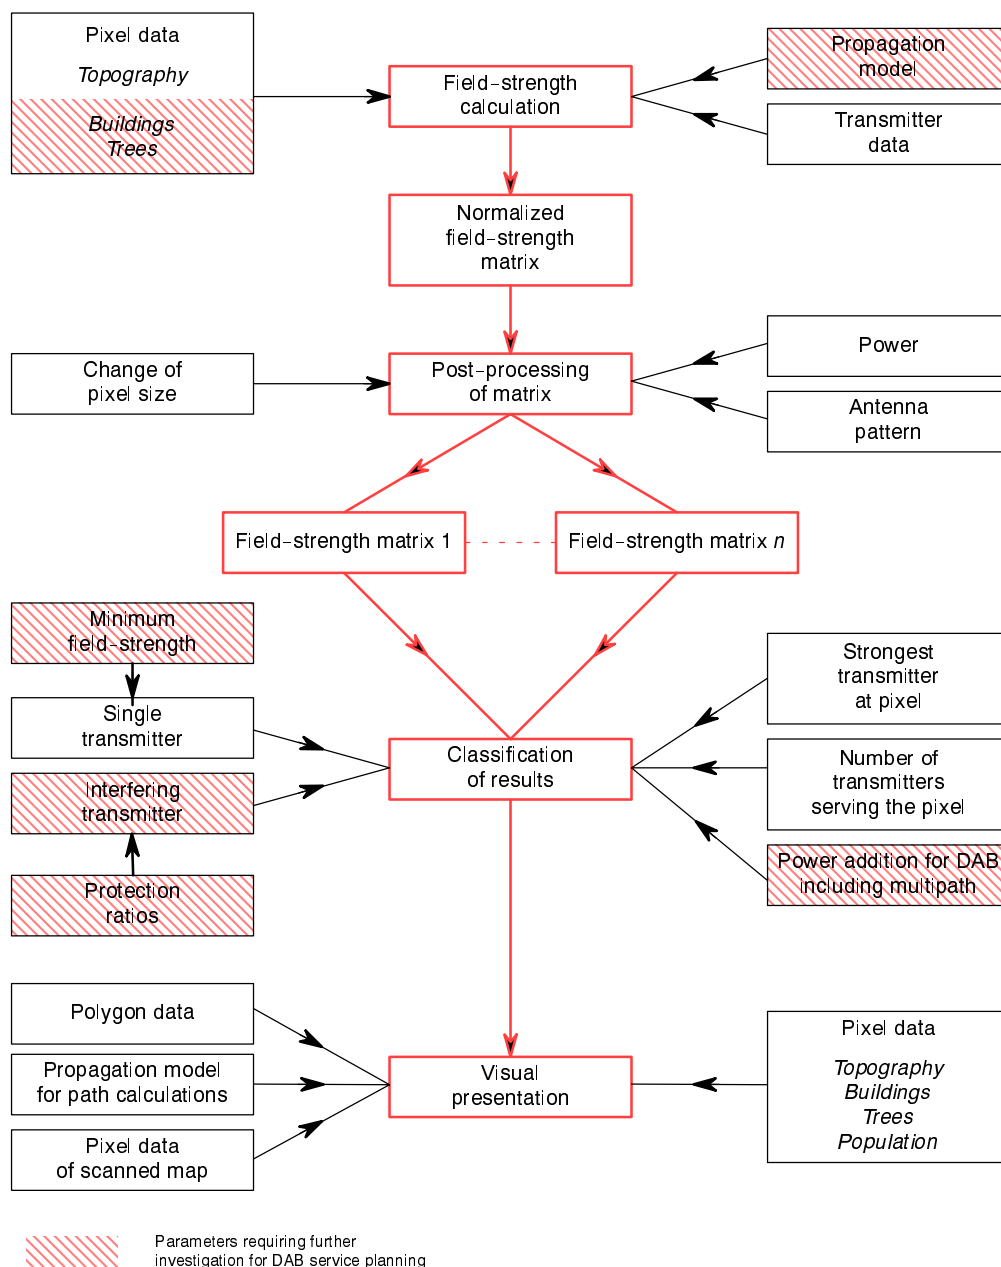 Pixel data
Topography
Buildings
Trees
Field–strength
calculation
Propagation
model
Transmitter
data
Normalized
field–strength
matrix
Change of
pixel size
Post-processing
of matrix
Power
Antenna
pattern
Field–strength matrix 1
Field–strength matrix n
Minimum
field–strength
Single
transmitter
Interfering
transmitter
Protection
ratios
Classification
of results
Strongest
transmitter
at pixel
Number of
transmitters
serving the pixel
Power addition for DAB
including multipath
Polygon data
Propagation model
for path calculations
Pixel data
of scanned map
Visual
presentation
Pixel data
Topography
Buildings
Trees
Population
Parameters requiring further
investigation for DAB service planning